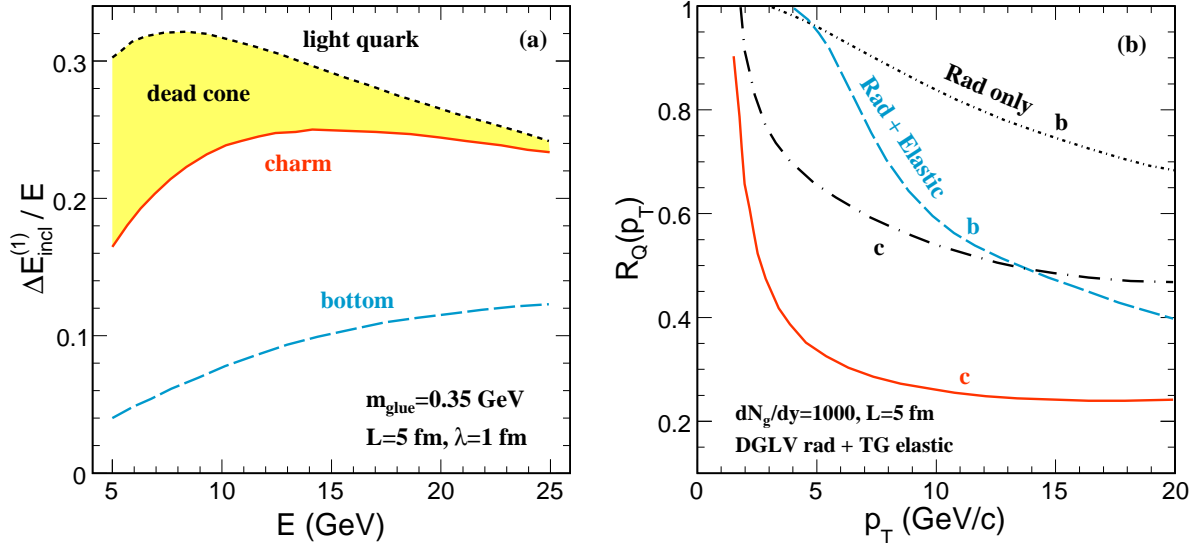 (a)
light quark
dead cone
charm
bottom
m_glue=0.35 GeV
L=5 fm, λ=1 fm
ΔE_incl^(1) / E
0.3
0.2
0.1
0
5 10 15 20 25
E (GeV)
(b)
Rad only
b
Rad + Elastic
b
c
c
dN_g/dy=1000, L=5 fm
DGLV rad + TG elastic
R_Q(p_T)
1
0.8
0.6
0.4
0.2
0 5 10 15 20
p_T (GeV/c)